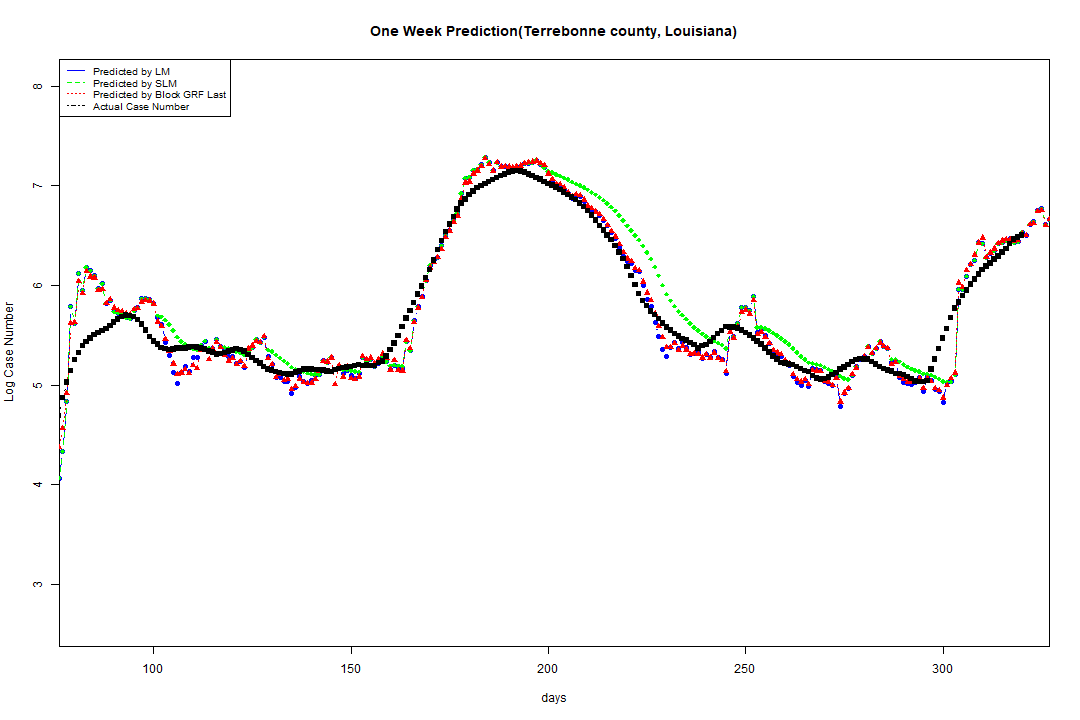 One Week Prediction(Terrebonne county, Louisiana)
Predicted by LM
Predicted by SLM
Predicted by Block GRF Last
Actual Case Number
8
7
6
5
4
3
Log Case Number
100 150 200 250 300
days